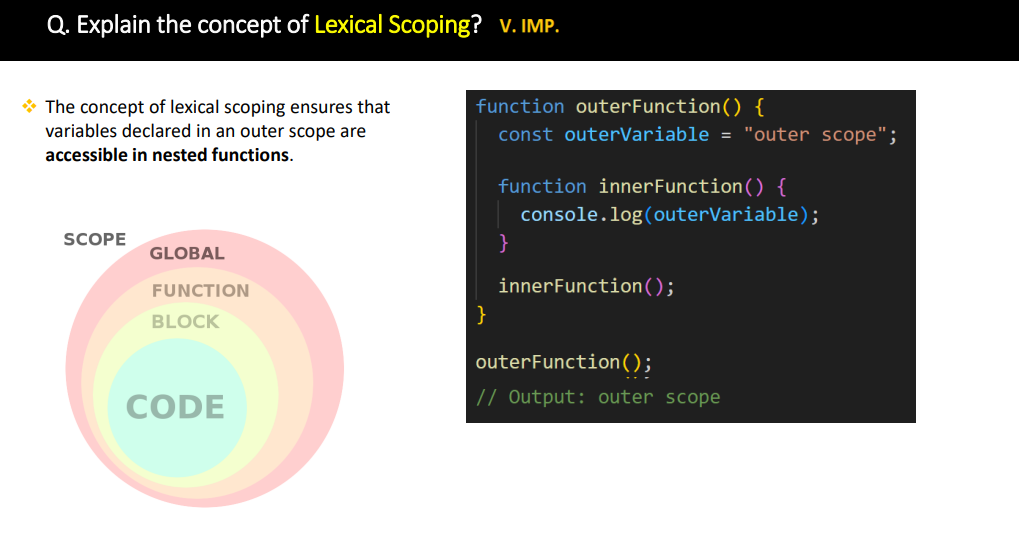 Q. Explain the concept of Lexical Scoping? V. IMP.
The concept of lexical scoping ensures that
variables declared in an outer scope are
accessible in nested functions.
SCOPE
GLOBAL
FUNCTION
BLOCK
CODE
function outerFunction() {
  const outerVariable = "outer scope";
  function innerFunction() {
    console.log(outerVariable);
  }
  innerFunction();
}
outerFunction();
// Output: outer scope